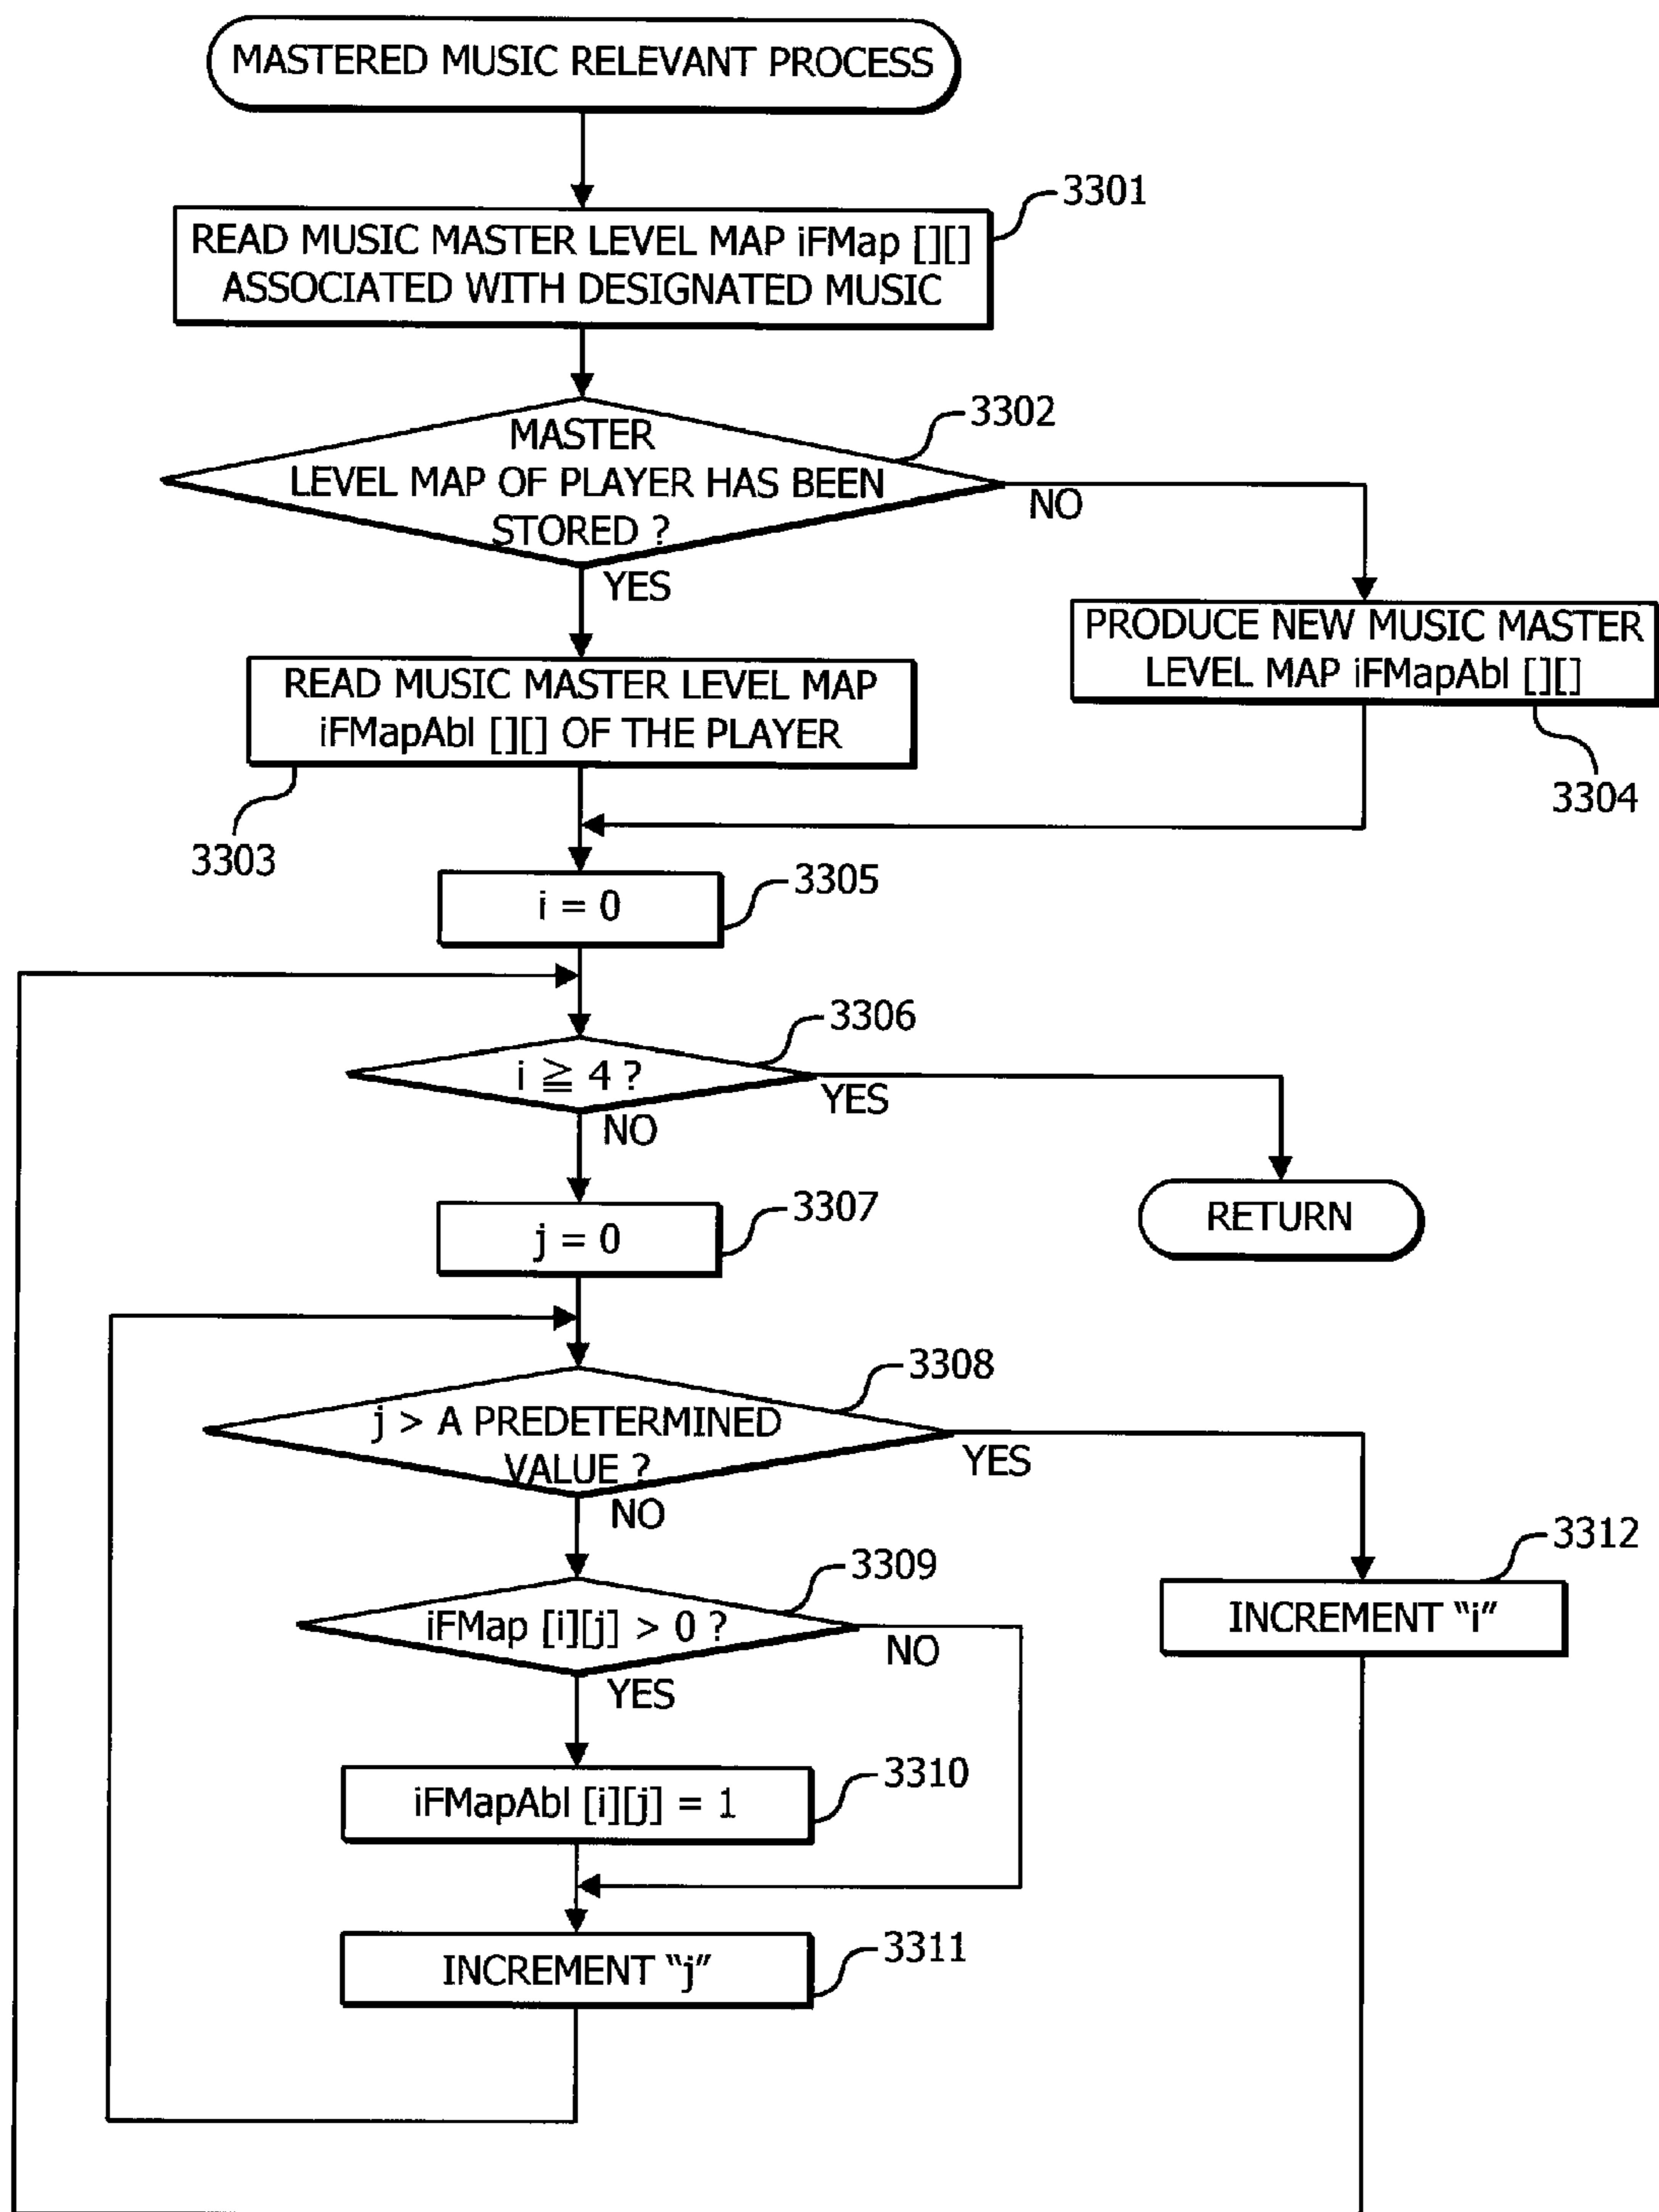 MASTERED MUSIC RELEVANT PROCESS
3301
READ MUSIC MASTER LEVEL MAP iFMap [][]
ASSOCIATED WITH DESIGNATED MUSIC
3302
MASTER
LEVEL MAP OF PLAYER HAS BEEN
STORED ?
NO
YES
PRODUCE NEW MUSIC MASTER
LEVEL MAP iFMapAbl [][]
3304
READ MUSIC MASTER LEVEL MAP
iFMapAbl [][] OF THE PLAYER
3303
3305
i = 0
3306
i ≧ 4 ?
YES
NO
RETURN
3307
j = 0
3308
j > A PREDETERMINED
VALUE ?
YES
NO
3312
INCREMENT “i”
3309
iFMap [i][j] > 0 ?
NO
YES
3310
iFMapAbl [i][j] = 1
3311
INCREMENT “j”